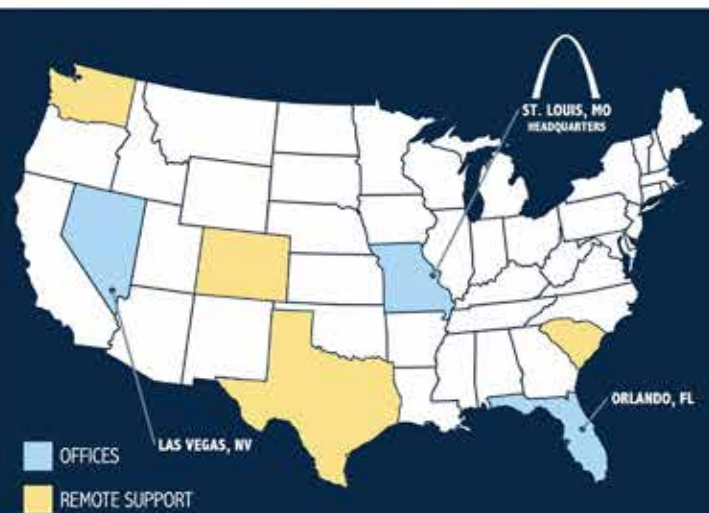 ST. LOUIS, MO
HEADQUARTERS
ORLANDO, FL
LAS VEGAS, NV
OFFICES
REMOTE SUPPORT